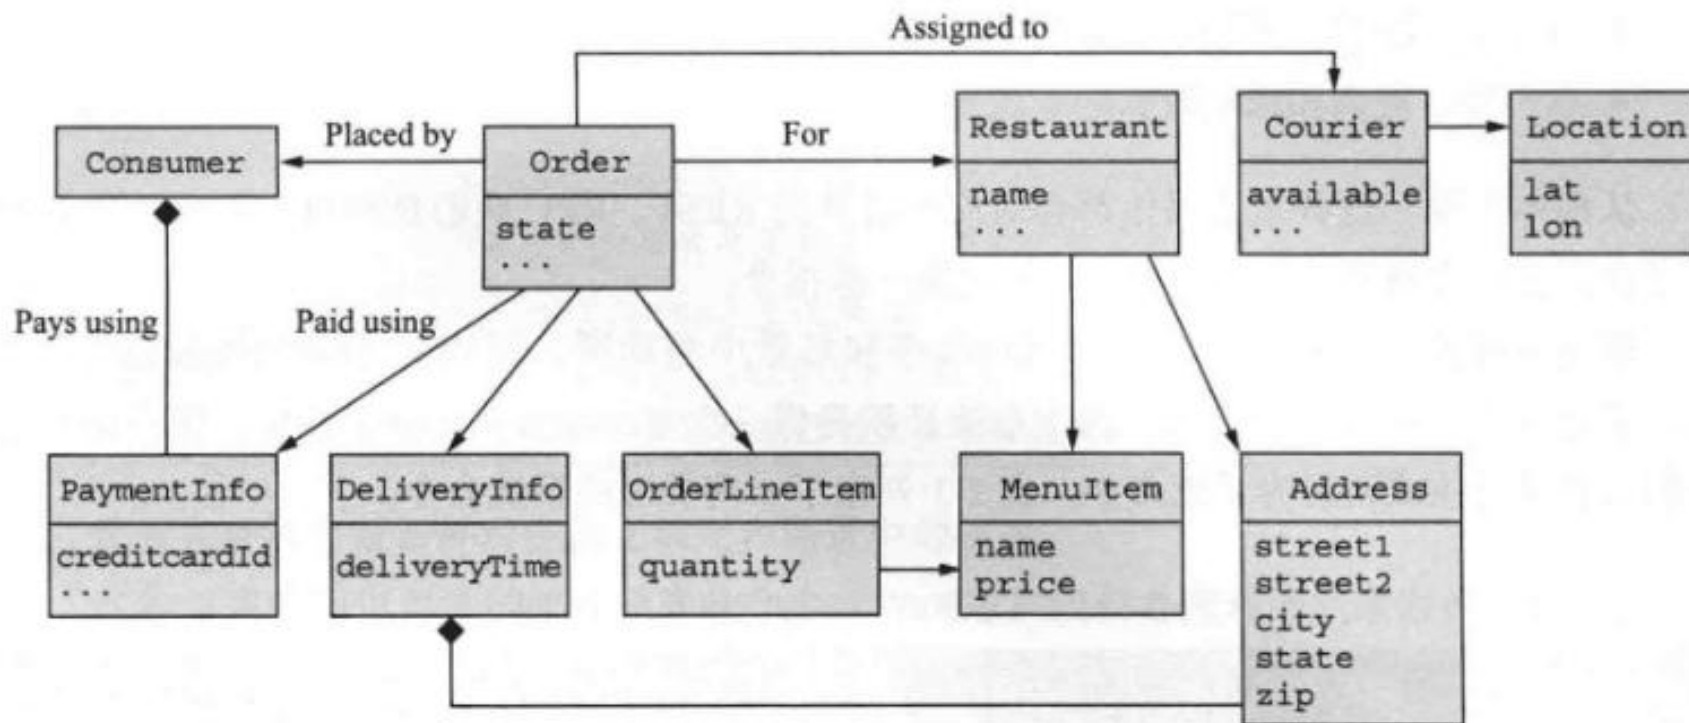 Assigned to
Consumer
Placed by
Order
state
...
For
Restaurant
name
...
Courier
available
...
Location
lat
lon
Pays using
Paid using
PaymentInfo
creditcardId
...
DeliveryInfo
deliveryTime
OrderLineItem
quantity
MenuItem
name
price
Address
street1
street2
city
state
zip